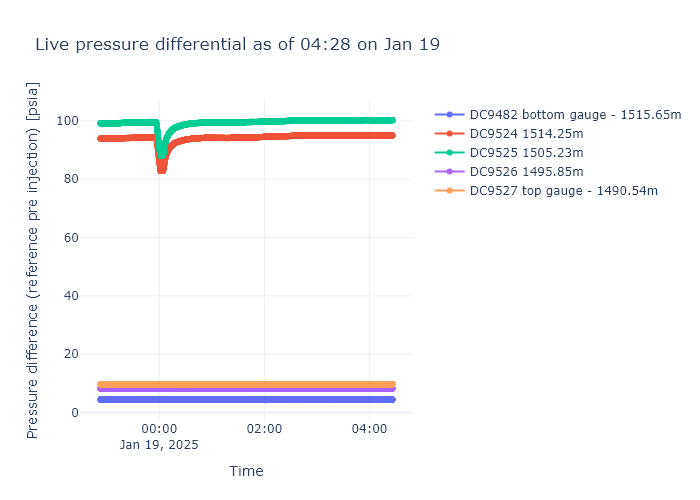 Live pressure differential as of 04:28 on Jan 19
Pressure difference (reference pre injection) [psia]
100
80
60
40
20
0
00:00
Jan 19, 2025
02:00
04:00
Time
DC9482 bottom gauge - 1515.65m
DC9524 1514.25m
DC9525 1505.23m
DC9526 1495.85m
DC9527 top gauge - 1490.54m